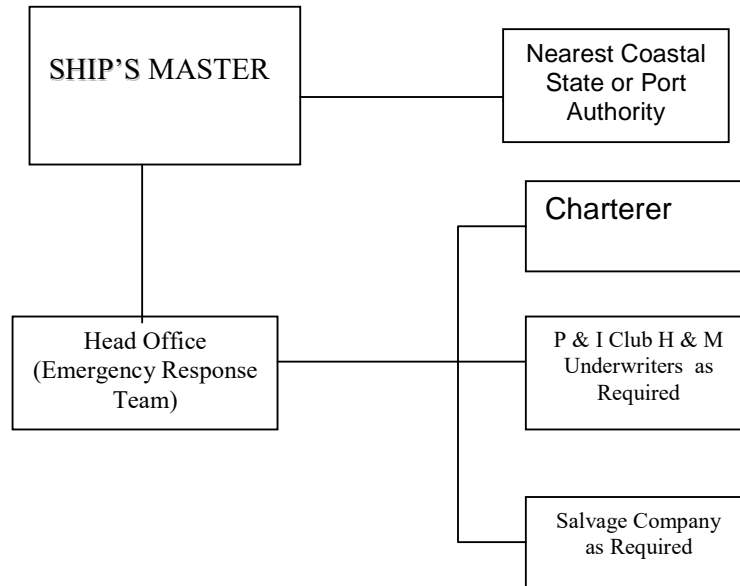 SHIP'S MASTER
Nearest Coastal
State or Port
Authority
Charterer
Head Office
(Emergency Response
Team)
P & I Club H & M
Underwriters as
Required
Salvage Company
as Required